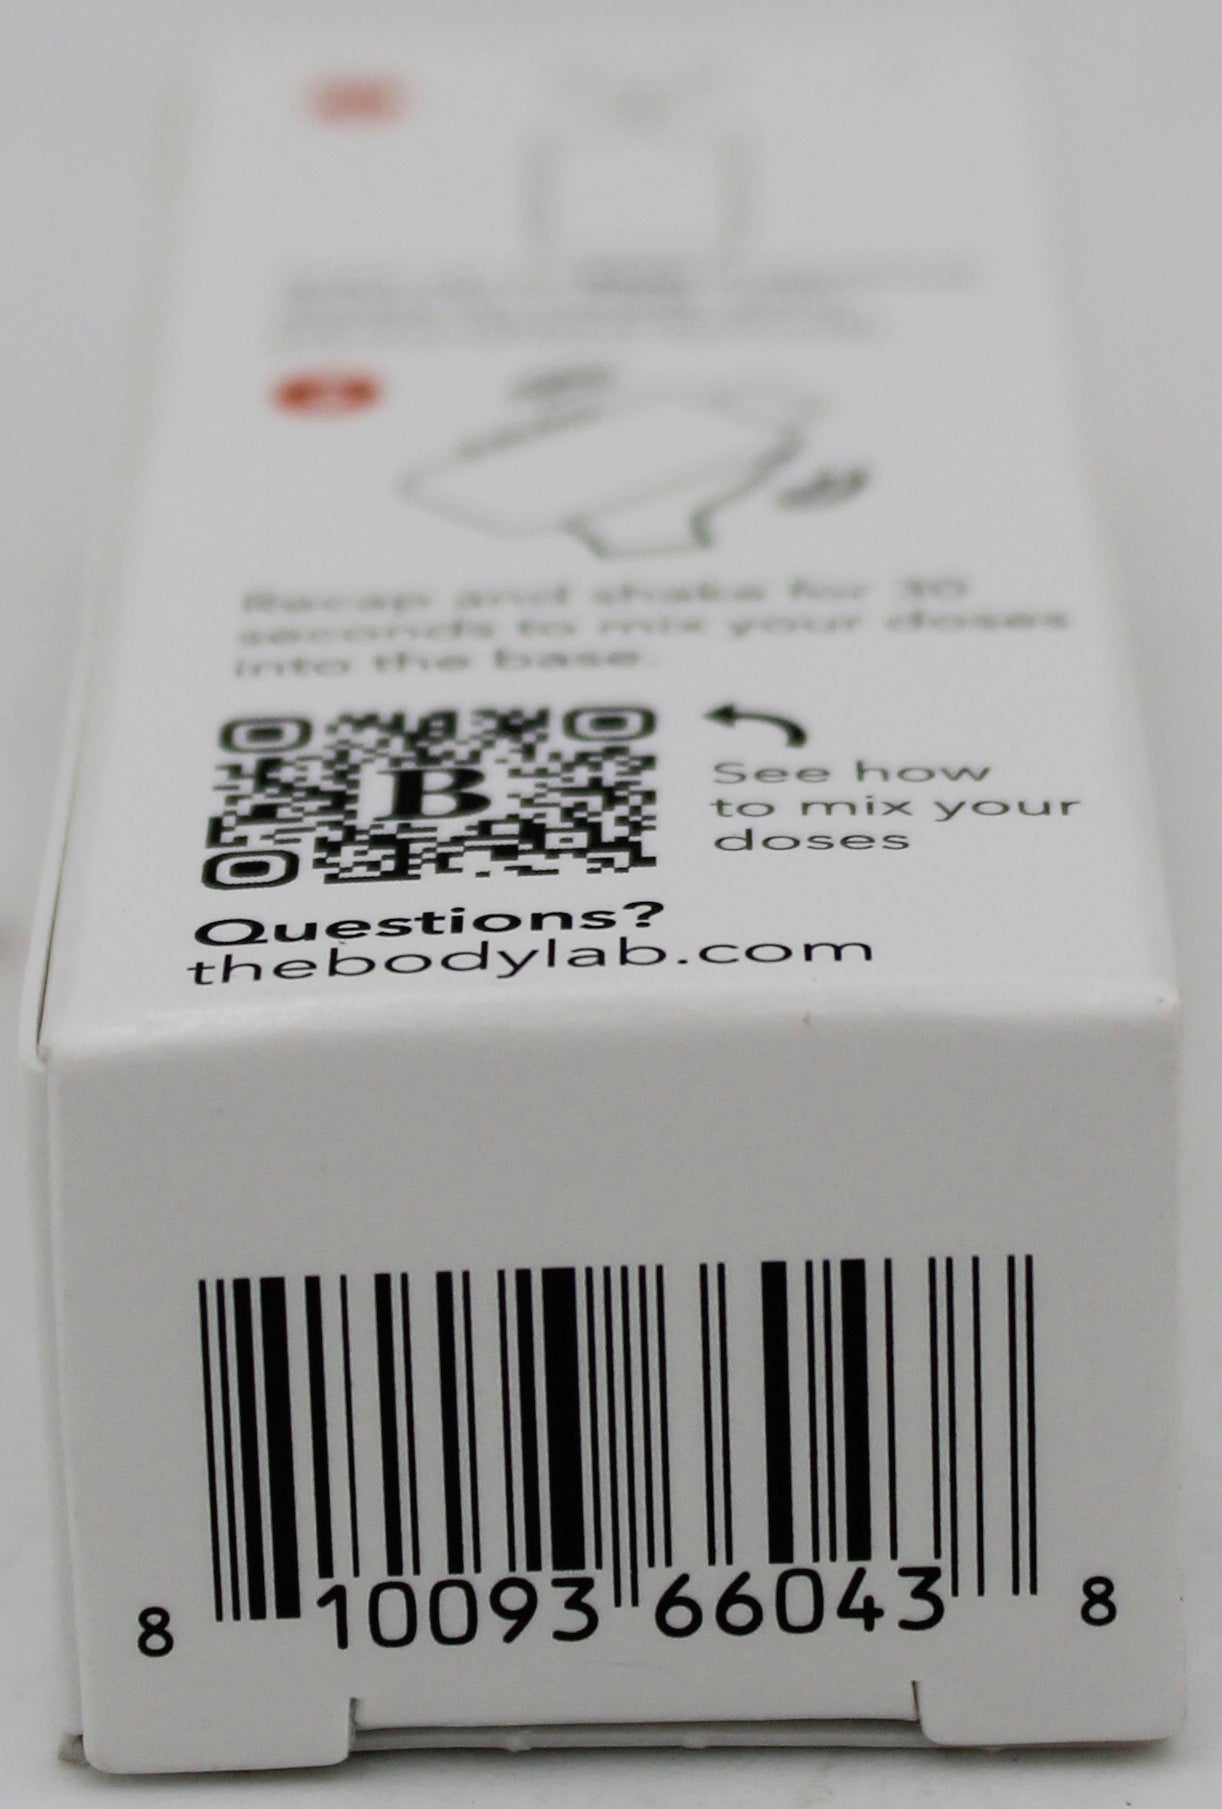 Recap and shake for 30
seconds to mix your doses
into the base.
B
See how
to mix your
doses
Questions?
thebodylab.com
8 10093 66043 8